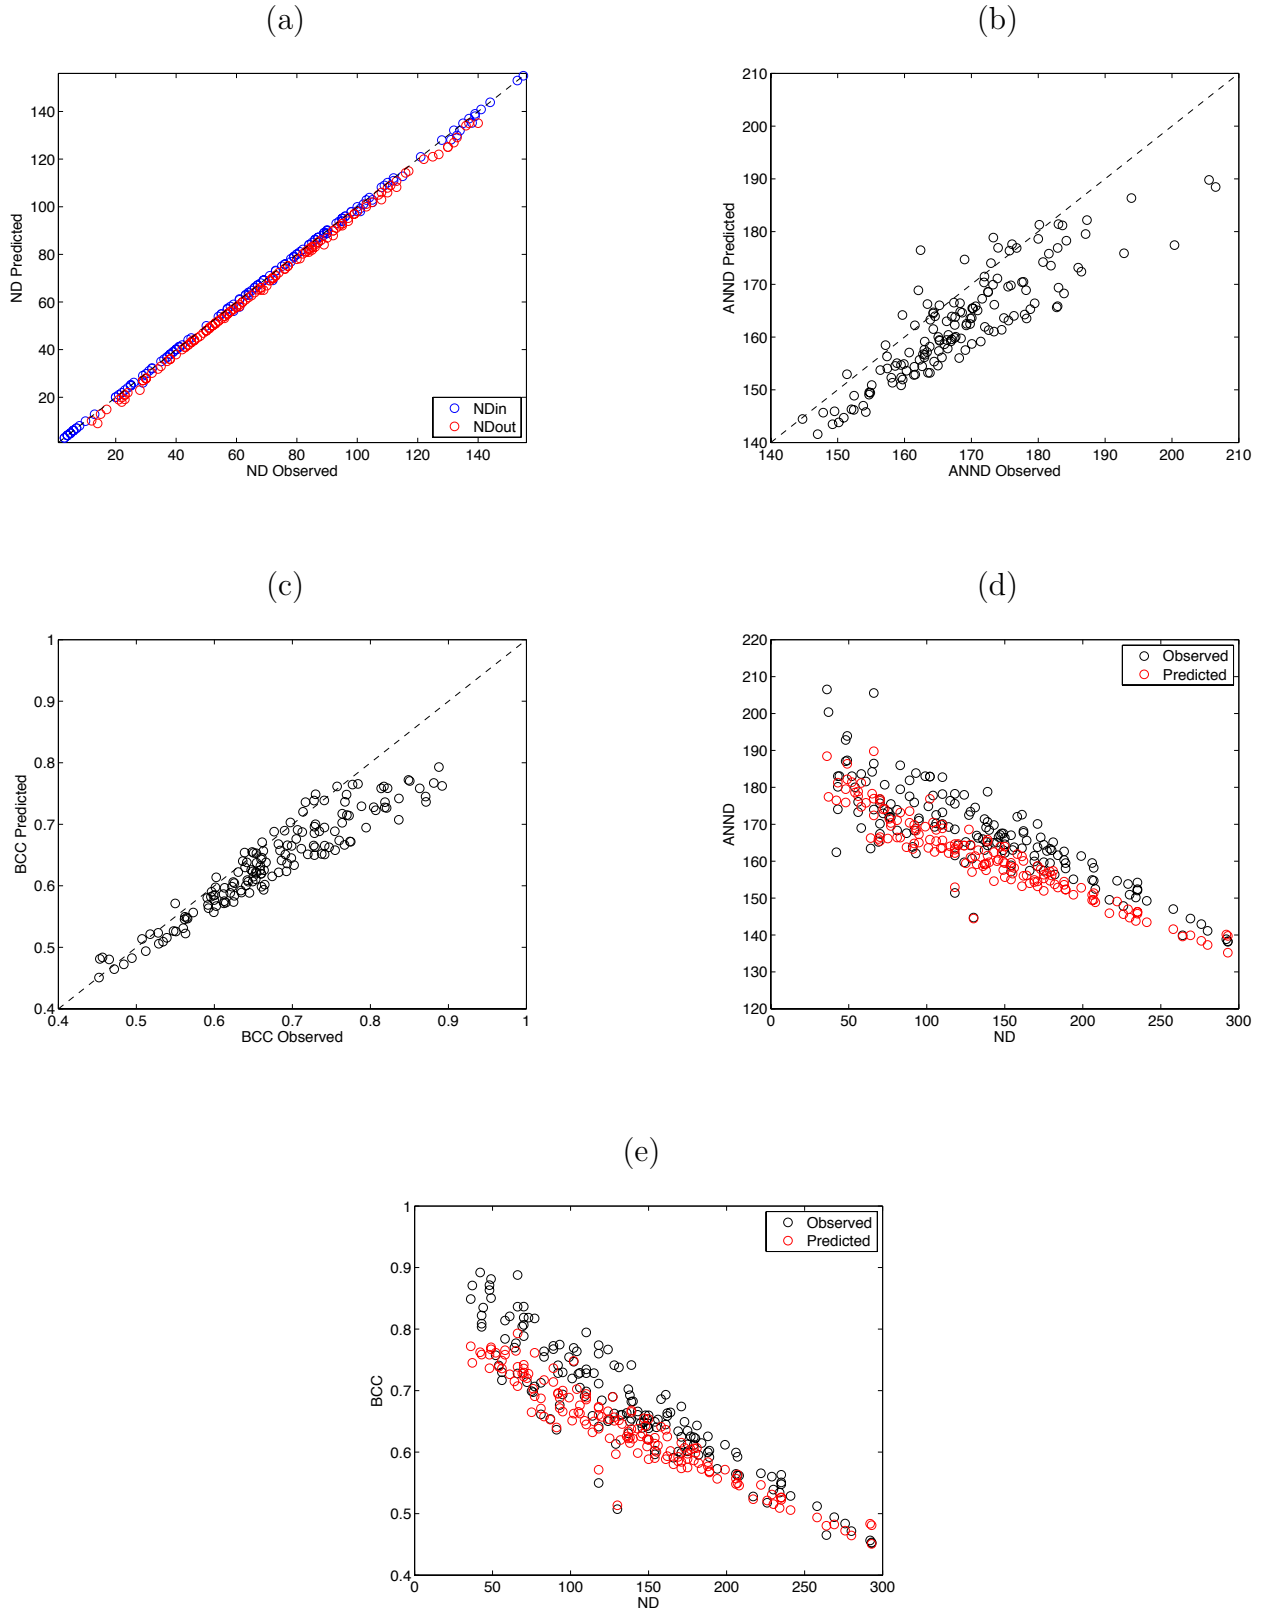 (a)
140
120
100
80
60
40
20
20 40 60 80 100 120 140
ND Predicted
ND Observed
NDin
NDout
(b)
210
200
190
180
170
160
150
140
140 150 160 170 180 190 200 210
ANND Predicted
ANND Observed
(c)
1
0.9
0.8
0.7
0.6
0.5
0.4
0.4 0.5 0.6 0.7 0.8 0.9 1
BCC Predicted
BCC Observed
(d)
220
210
200
190
180
170
160
150
140
130
120
0 50 100 150 200 250 300
ANND
ND
Observed
Predicted
(e)
1
0.9
0.8
0.7
0.6
0.5
0.4
0 50 100 150 200 250 300
BCC
ND
Observed
Predicted